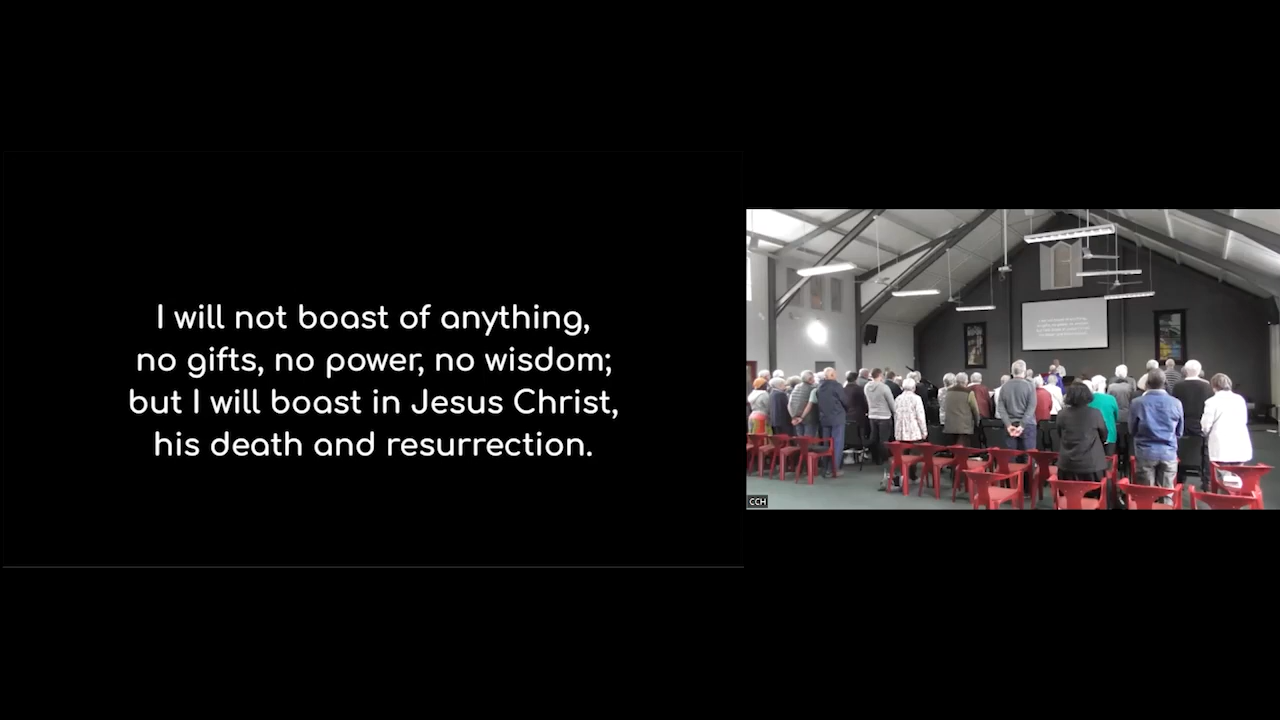 I will not boast of anything,
no gifts, no power, no wisdom;
but I will boast in Jesus Christ,
his death and resurrection.
CCH